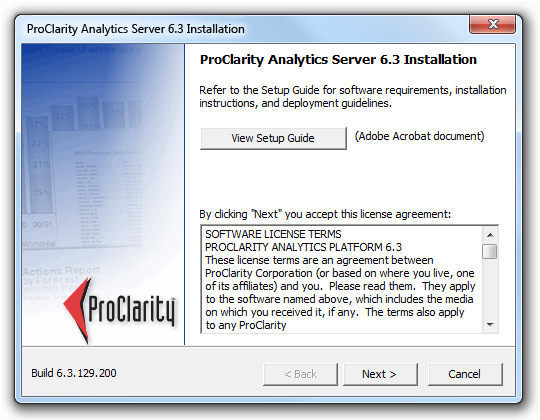 ProClarity Analytics Server 6.3 Installation
ProClarity Analytics Server 6.3 Installation
Refer to the Setup Guide for software requirements, installation
instructions, and deployment guidelines.
View Setup Guide
(Adobe Acrobat document)
By clicking "Next" you accept this license agreement:
SOFTWARE LICENSE TERMS
PROCLARITY ANALYTICS PLATFORM 6.3
These license terms are an agreement between
ProClarity Corporation (or based on where you live, one
of its affiliates) and you.  Please read them.  They apply
to the software named above, which includes the media
on which you received it, if any.  The terms also apply
to any ProClarity
Actions Report
ProClarity
Build 6.3.129.200
< Back
Next >
Cancel